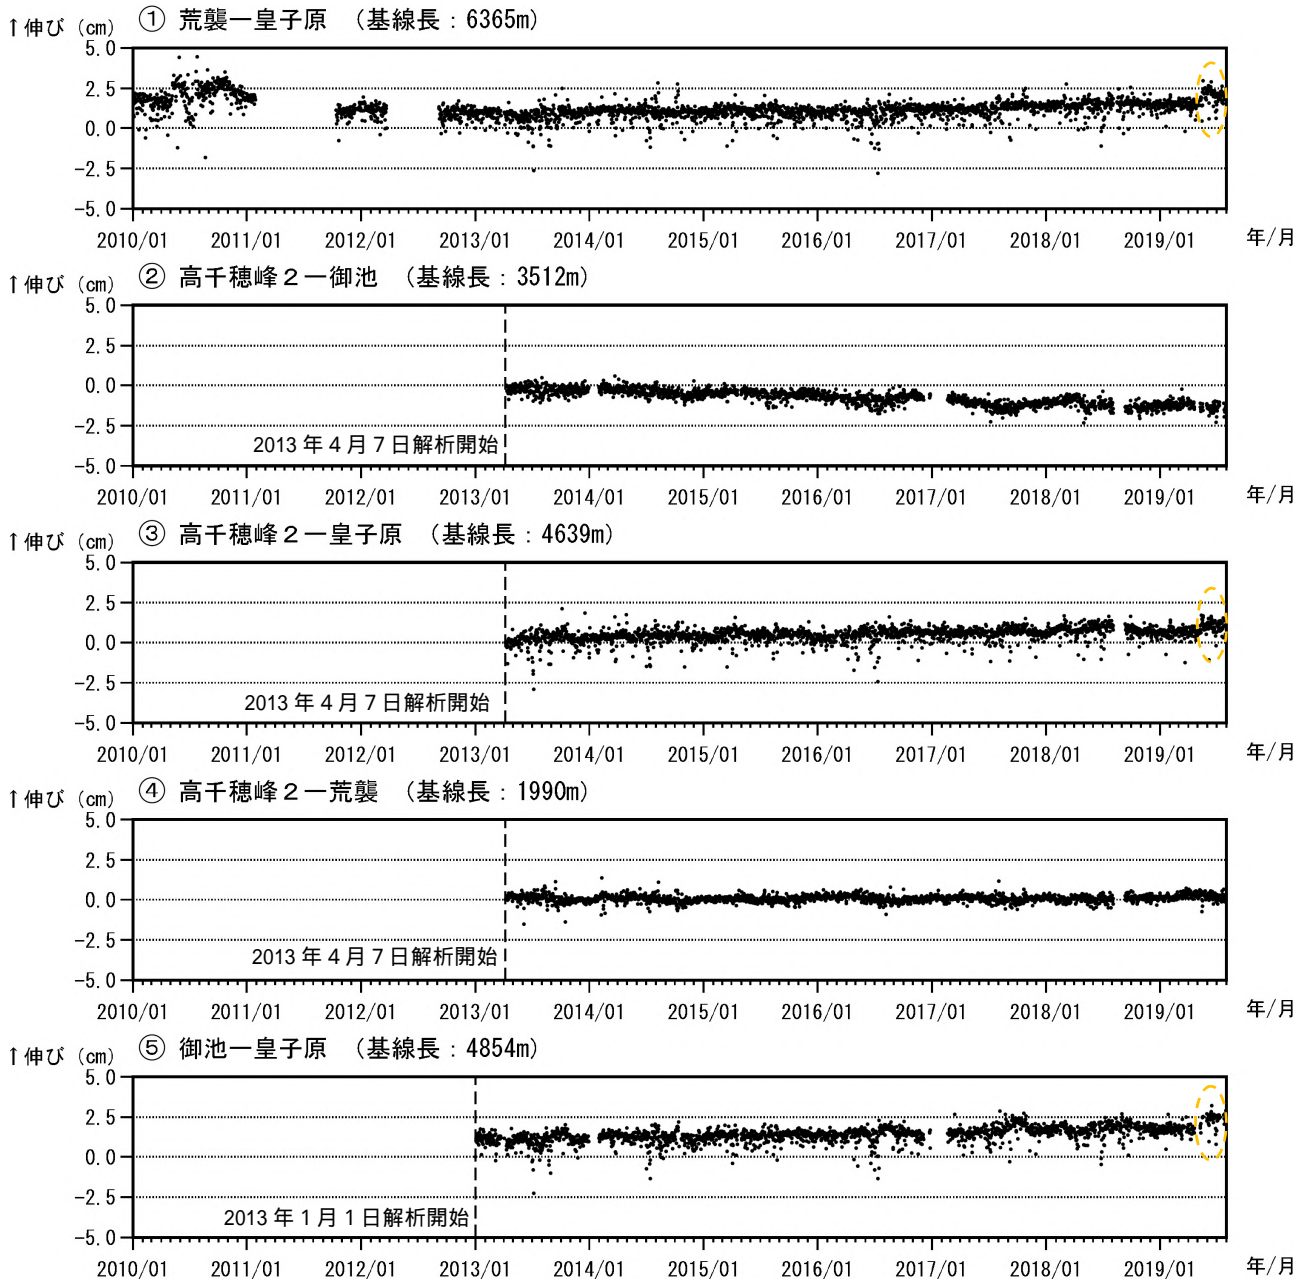 ↑伸び (cm) ① 荒襲ー皇子原 (基線長:6365m)
5.0
2.5
0.0
-2.5
-5.0
2010/01 2011/01 2012/01 2013/01 2014/01 2015/01 2016/01 2017/01 2018/01 2019/01 年/月
↑伸び (cm) ② 高千穂峰2ー御池 (基線長:3512m)
5.0
2.5
0.0
-2.5
2013年4月7日解析開始
-5.0
2010/01 2011/01 2012/01 2013/01 2014/01 2015/01 2016/01 2017/01 2018/01 2019/01 年/月
↑伸び (cm) ③ 高千穂峰2ー皇子原 (基線長:4639m)
5.0
2.5
0.0
-2.5
2013年4月7日解析開始
-5.0
2010/01 2011/01 2012/01 2013/01 2014/01 2015/01 2016/01 2017/01 2018/01 2019/01 年/月
↑伸び (cm) ④ 高千穂峰2ー荒襲 (基線長:1990m)
5.0
2.5
0.0
-2.5
2013年4月7日解析開始
-5.0
2010/01 2011/01 2012/01 2013/01 2014/01 2015/01 2016/01 2017/01 2018/01 2019/01 年/月
↑伸び (cm) ⑤ 御池ー皇子原 (基線長:4854m)
5.0
2.5
0.0
-2.5
2013年1月1日解析開始
-5.0
2010/01 2011/01 2012/01 2013/01 2014/01 2015/01 2016/01 2017/01 2018/01 2019/01 年/月